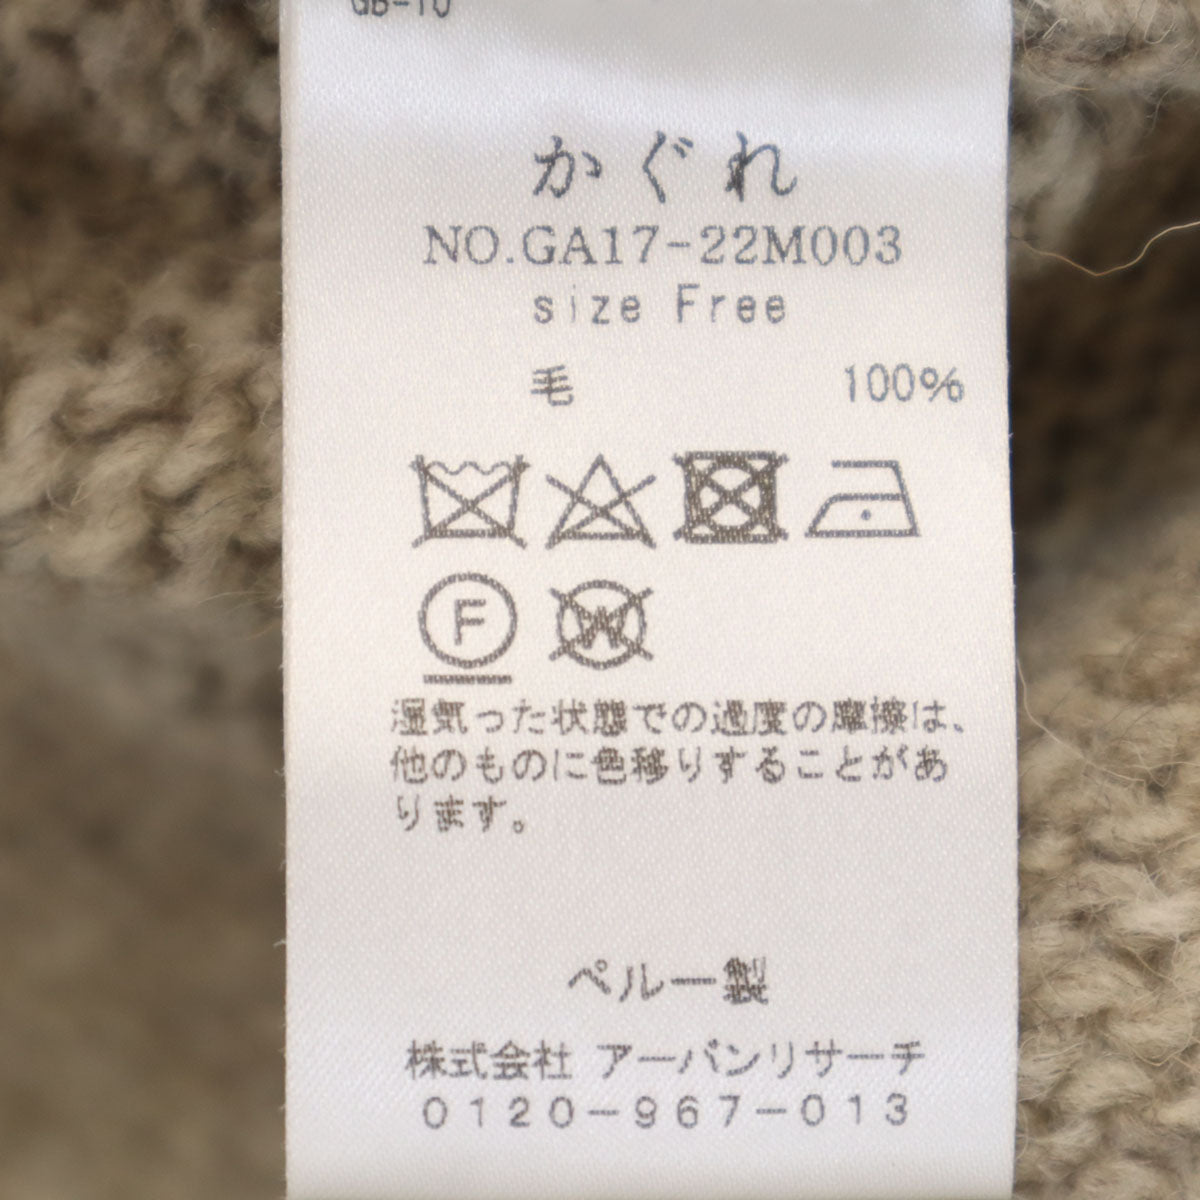 GB-10
かぐれ
NO.GA17-22M003
size Free
毛 100%
F
W
湿気った状態での過度の摩擦は、
他のものに色移りすることがあ
ります。
ペルー製
株式会社 アーバンリサーチ
0120-967-013